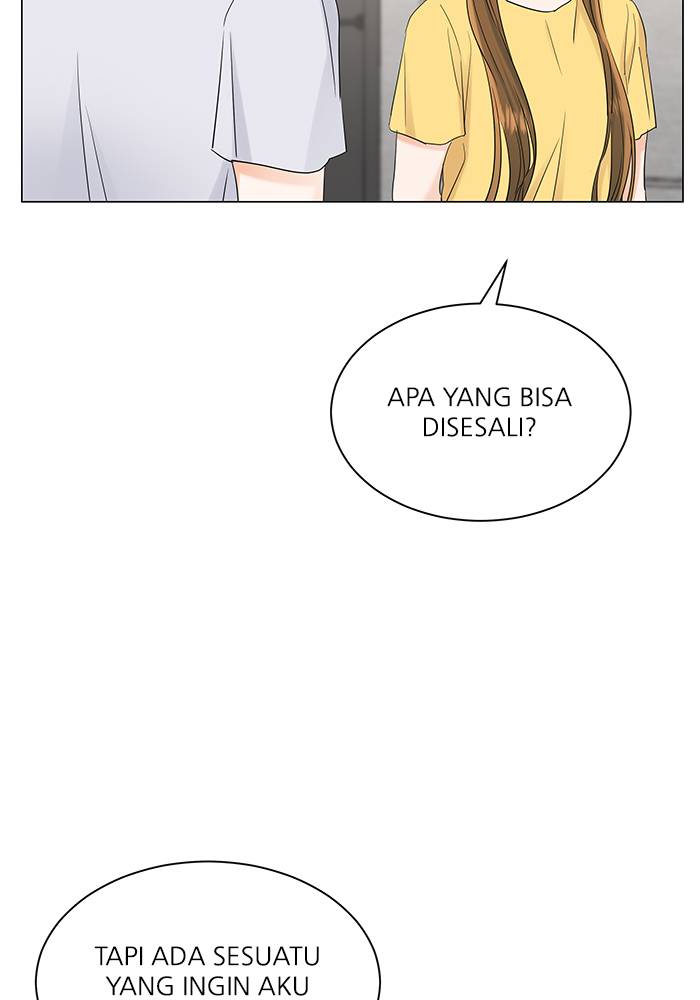 APA YANG BISA
DISESALI?
TAPI ADA SESUATU
YANG INGIN AKU